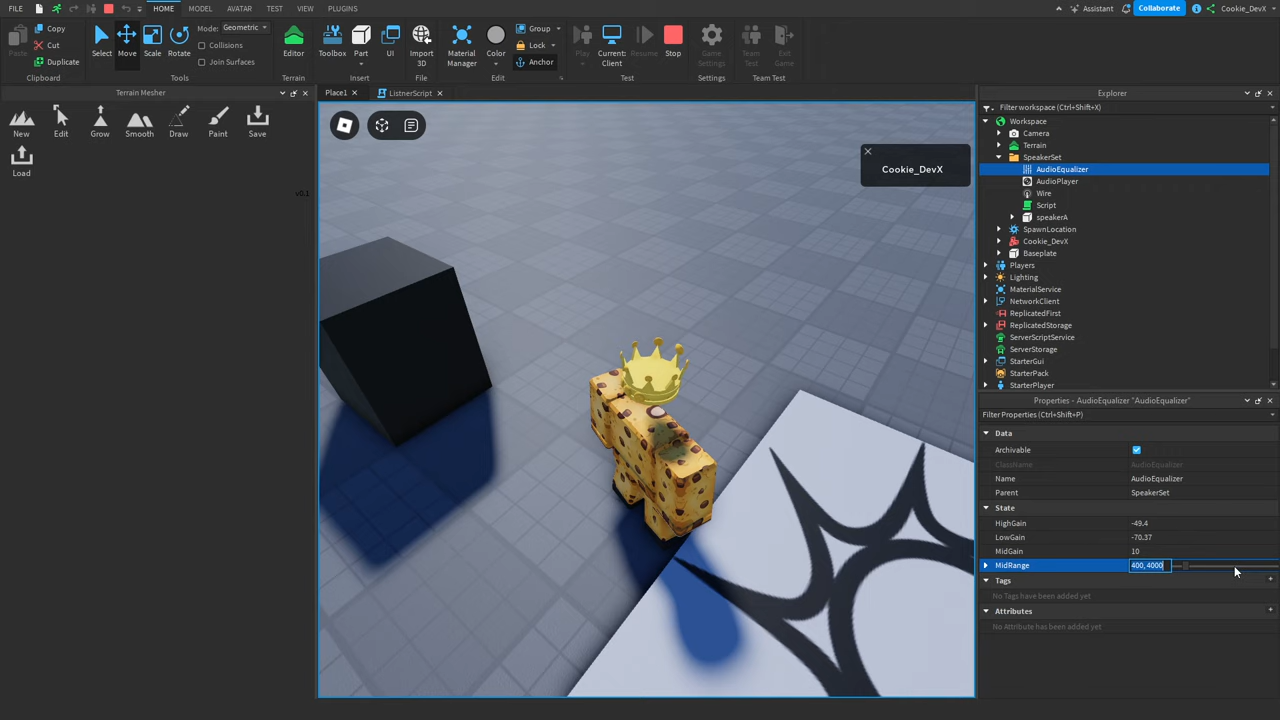 FILE HOME MODEL AVATAR TEST VIEW PLUGINS Assistant Collaborate Cookie_DevX
Paste Copy Cut Duplicate
Select Move Scale Rotate
Mode: Geometric
Collisions
Join Surfaces
Editor
Toolbox Part UI
Import 3D
Material Manager
Color
Group
Lock
Anchor
Play
Current: Client
Resume
Stop
Game Settings
Team Test
Exit Game
Clipboard Tools Terrain Insert File Edit Test Settings Team Test
Terrain Mesher
New Edit Grow Smooth Draw Paint Save
Load
v0.1
Place1 ListnerScript
Cookie_DevX
Explorer
Filter workspace (Ctrl+Shift+X)
Workspace
Camera
Terrain
SpeakerSet
AudioEqualizer
AudioPlayer
Wire
Script
speakerA
SpawnLocation
Cookie_DevX
Baseplate
Players
Lighting
MaterialService
NetworkClient
ReplicatedFirst
ReplicatedStorage
ServerScriptService
ServerStorage
StarterGui
StarterPack
StarterPlayer
Properties - AudioEqualizer "AudioEqualizer"
Filter Properties (Ctrl+Shift+P)
Data
Archivable
ClassName AudioEqualizer
Name AudioEqualizer
Parent SpeakerSet
State
HighGain -49.4
LowGain -70.37
MidGain 10
MidRange 400, 4000
Tags +
No Tags have been added yet
Attributes +
No Attribute has been added yet